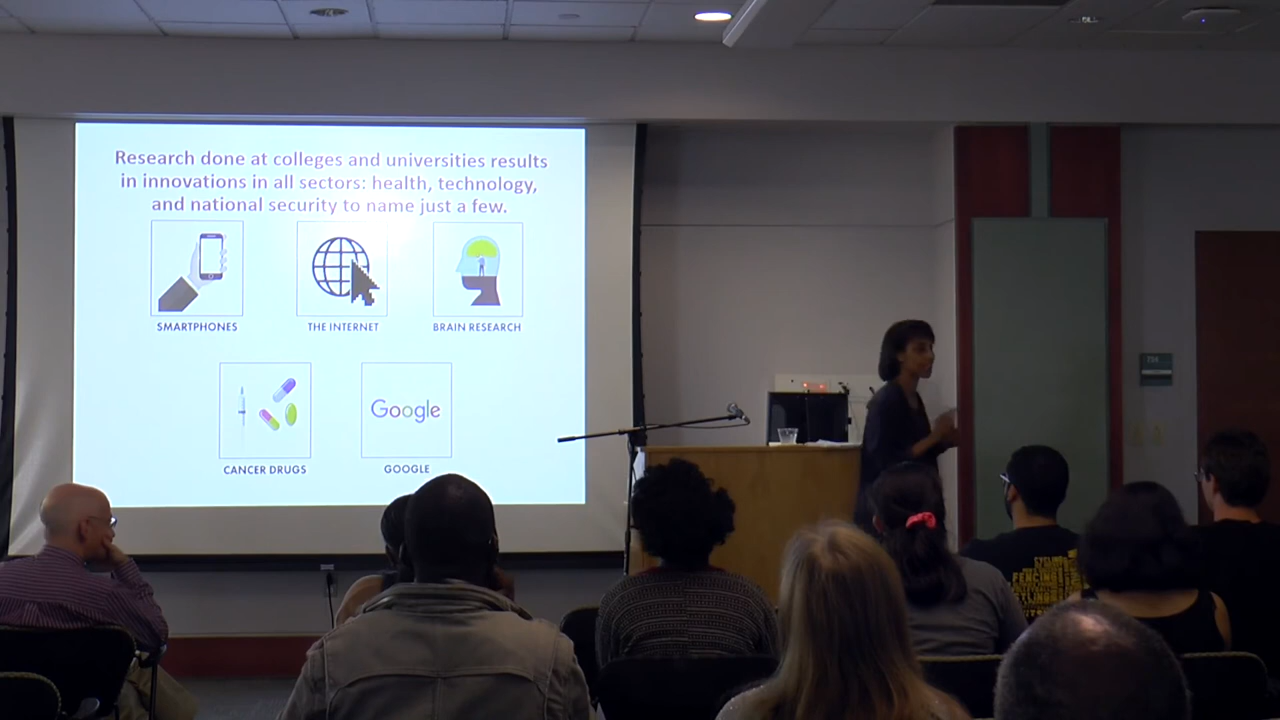 Research done at colleges and universities results
in innovations in all sectors: health, technology,
and national security to name just a few.
SMARTPHONES
THE INTERNET
BRAIN RESEARCH
Google
CANCER DRUGS
GOOGLE
FENCING